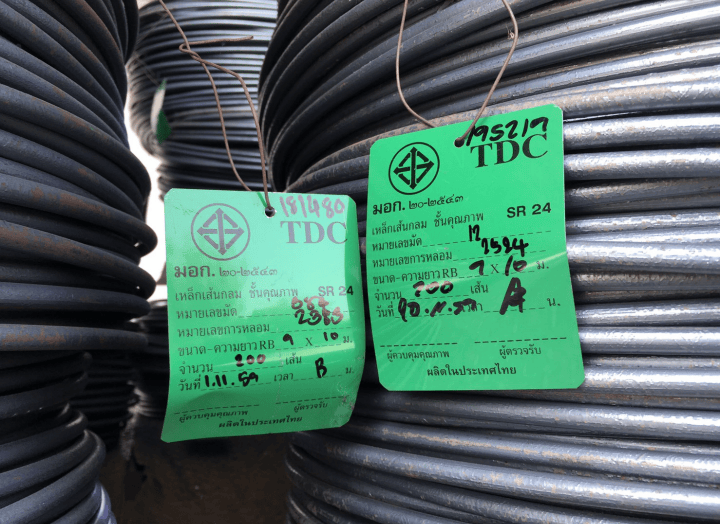 181480
TDC
มอก. ๒๐-๒๕๔๓
เหล็กเส้นกลม ชั้นคุณภาพ SR 24
หมายเลขมัด
หมายเลขการหลอม
ขนาด-ความยาว RB 9 X 10 ม.
จำนวน 200 เส้น
วันที่ 1.11.59 เวลา B น.
ผู้ควบคุมคุณภาพ ผู้ตรวจรับ
ผลิตในประเทศไทย
195219
TDC
มอก. ๒๐-๒๕๔๓
เหล็กเส้นกลม ชั้นคุณภาพ SR 24
หมายเลขมัด 12
หมายเลขการหลอม 2524
ขนาด-ความยาว RB 9 X 10 ม.
จำนวน 200 เส้น
วันที่ เวลา A น.
ผู้ควบคุมคุณภาพ ผู้ตรวจรับ
ผลิตในประเทศไทย